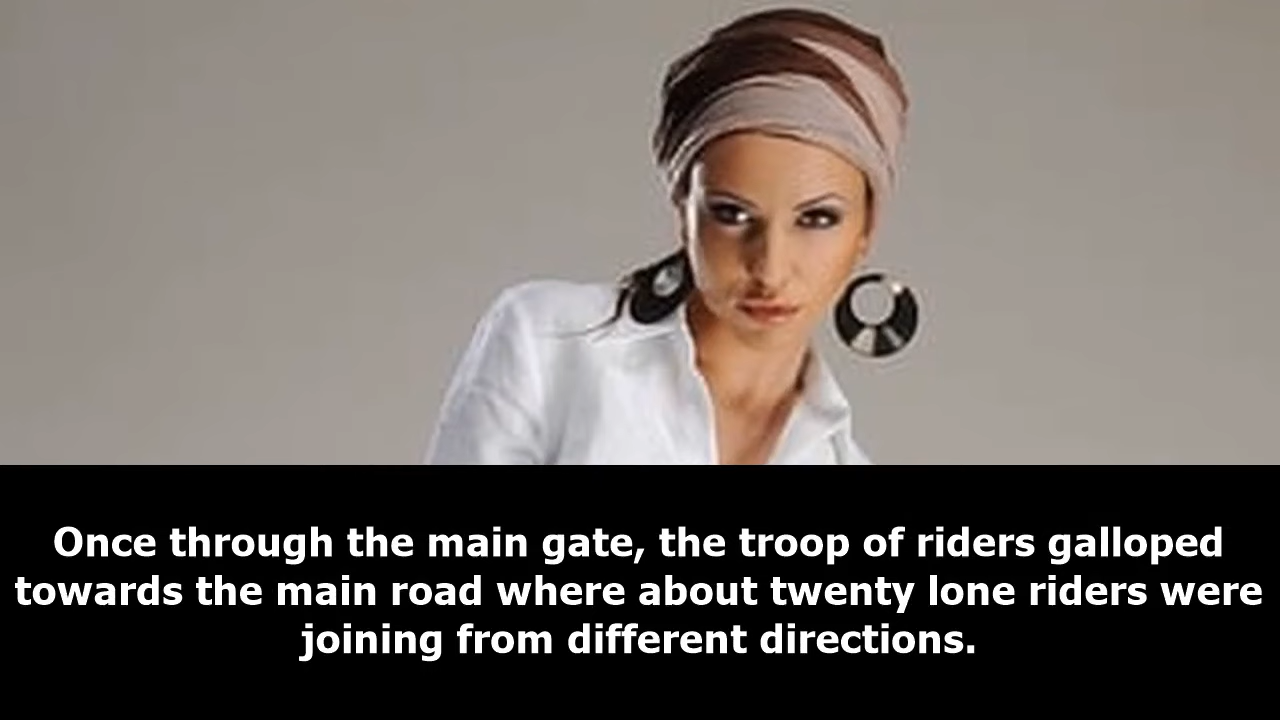 Once through the main gate, the troop of riders galloped
towards the main road where about twenty lone riders were
joining from different directions.